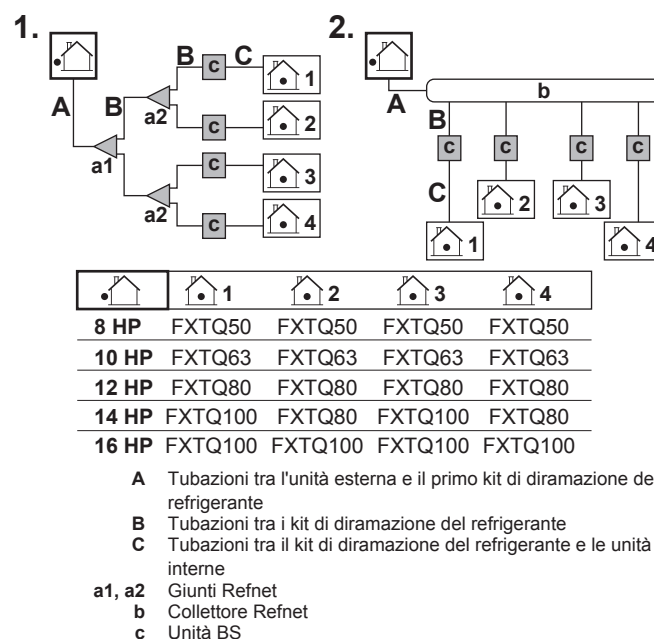 1.
A
B
B
C
a1
a2
a2
c
c
c
c
1
2
3
4
2.
A
b
B
C
c
c
c
c
1
2
3
4
1 2 3 4
8 HP FXTQ50 FXTQ50 FXTQ50 FXTQ50
10 HP FXTQ63 FXTQ63 FXTQ63 FXTQ63
12 HP FXTQ80 FXTQ80 FXTQ80 FXTQ80
14 HP FXTQ100 FXTQ80 FXTQ100 FXTQ80
16 HP FXTQ100 FXTQ100 FXTQ100 FXTQ100
A Tubazioni tra l'unità esterna e il primo kit di diramazione de
refrigerante
B Tubazioni tra i kit di diramazione del refrigerante
C Tubazioni tra il kit di diramazione del refrigerante e le unità
interne
a1, a2 Giunti Refnet
b Collettore Refnet
c Unità BS